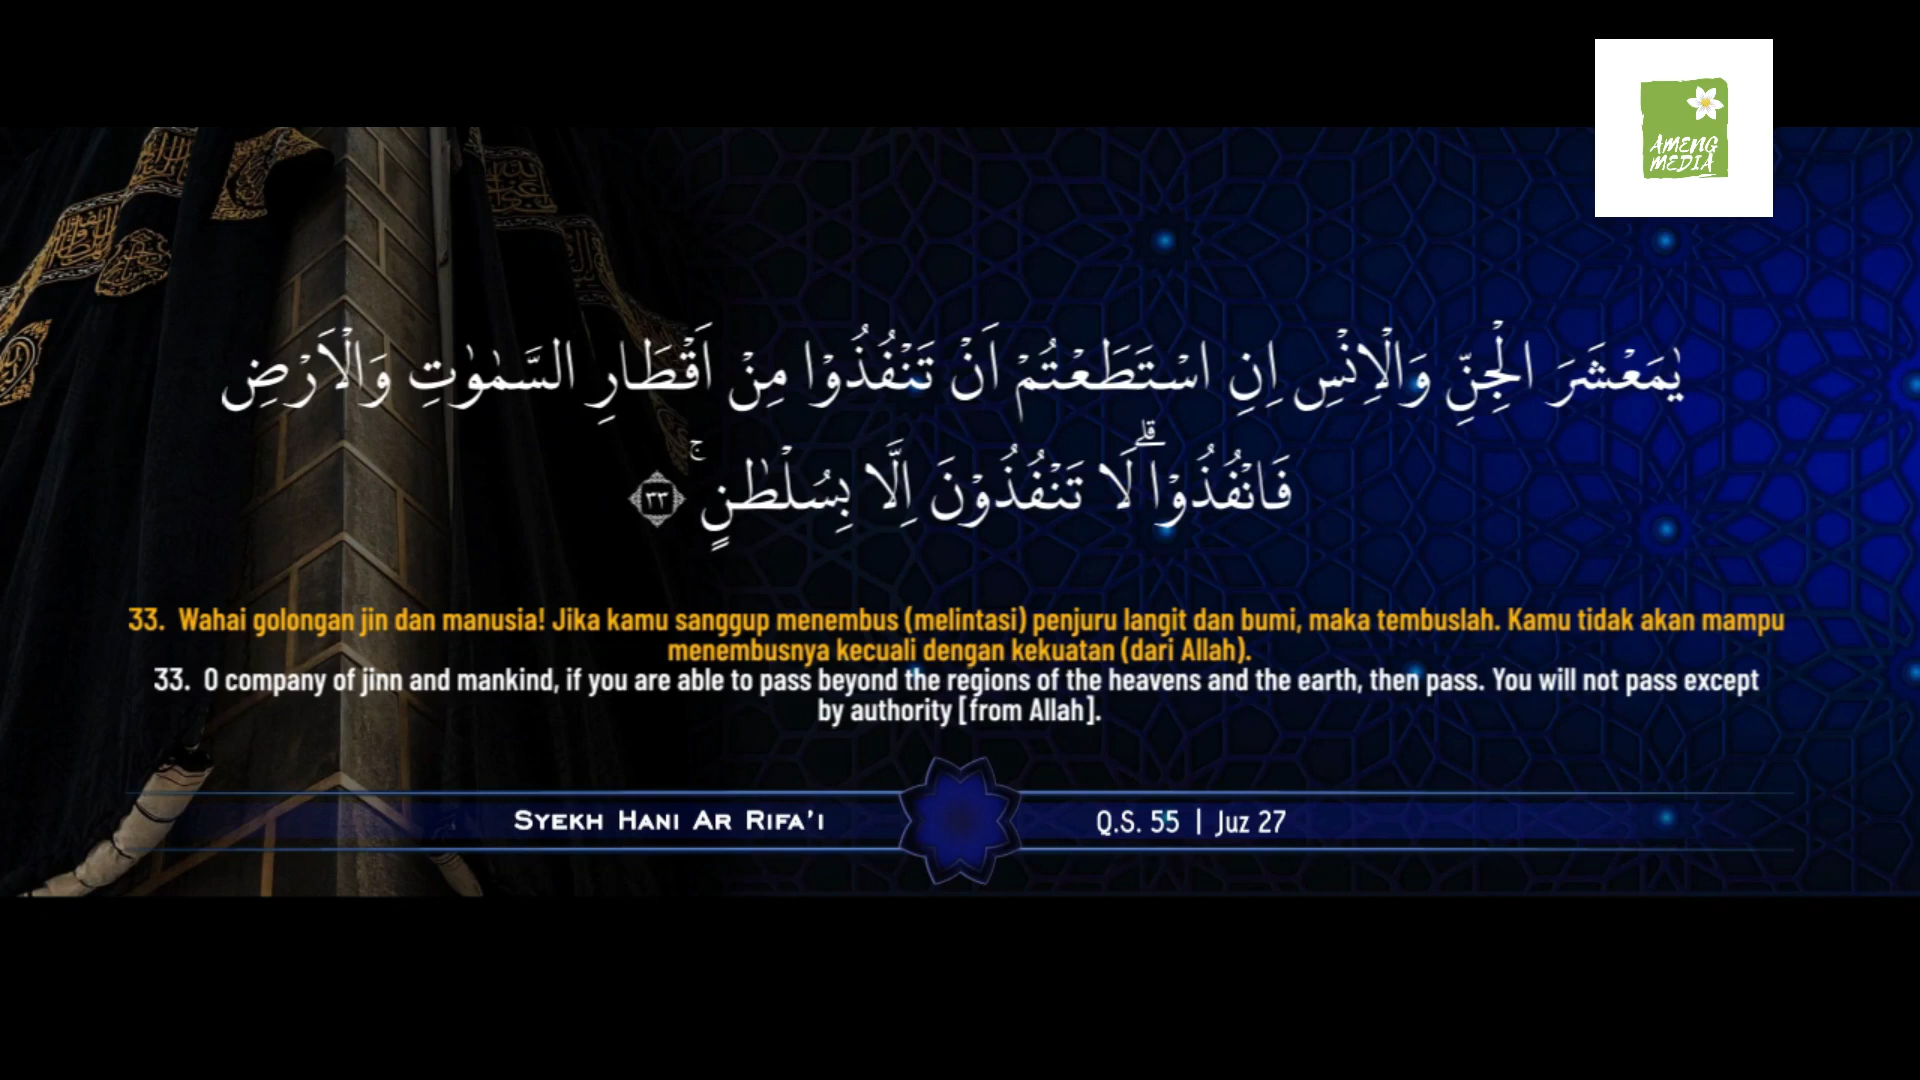 AMENG
MEDIA
يٰمَعْشَرَ الْجِنِّ وَالْاِنْسِ اِنِ اسْتَطَعْتُمْ اَنْ تَنْفُذُوْا مِنْ اَقْطَارِ السَّمٰوٰتِ وَالْاَرْضِ
فَانْفُذُوْاۗ لَا تَنْفُذُوْنَ اِلَّا بِسُلْطٰنٍۚ ٣٣
33. Wahai golongan jin dan manusia! Jika kamu sanggup menembus (melintasi) penjuru langit dan bumi, maka tembuslah. Kamu tidak akan mampu
menembusnya kecuali dengan kekuatan (dari Allah).
33. O company of jinn and mankind, if you are able to pass beyond the regions of the heavens and the earth, then pass. You will not pass except
by authority [from Allah].
Syekh Hani Ar Rifa'i
Q.S. 55 | Juz 27